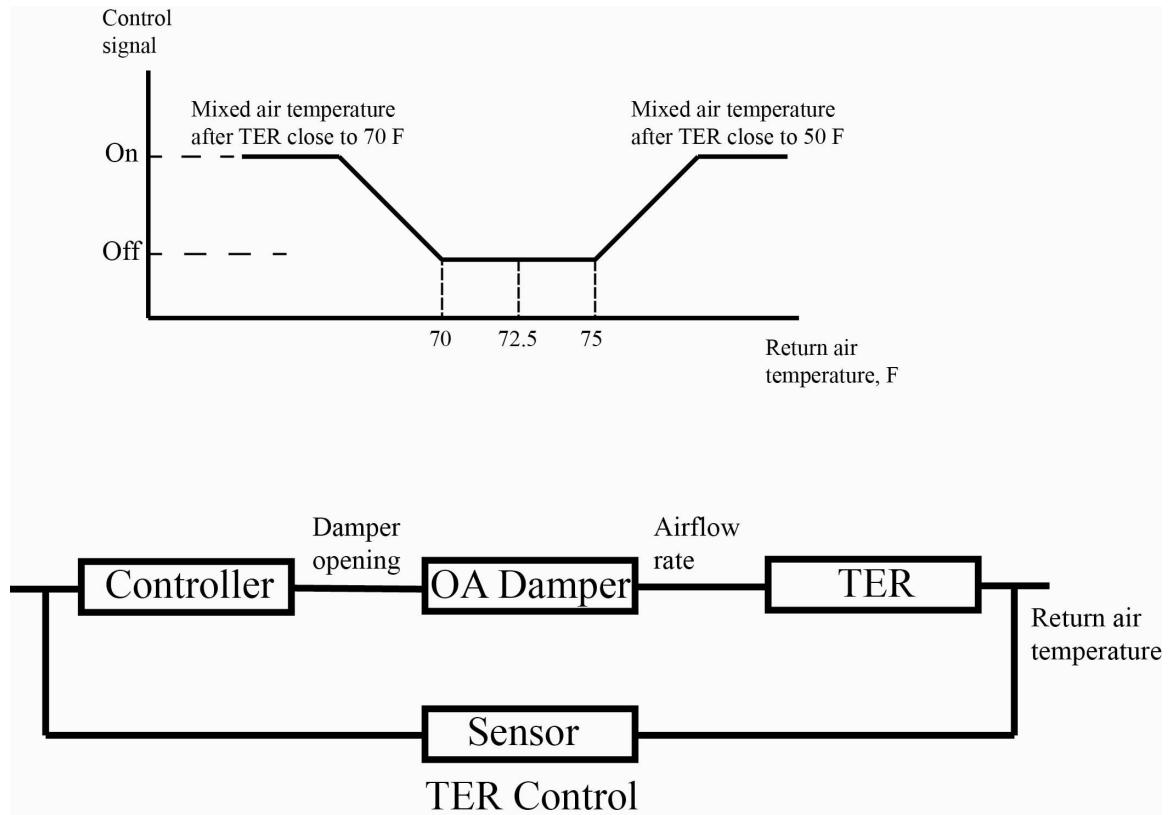 Control
signal
Mixed air temperature
after TER close to 70 F
Mixed air temperature
after TER close to 50 F
On
Off
70
72.5
75
Return air
temperature, F
Damper
opening
Airflow
rate
Controller
OA Damper
TER
Return air
temperature
Sensor
TER Control